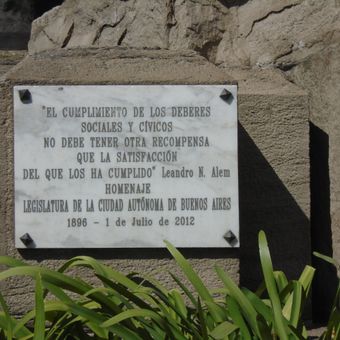 "EL CUMPLIMIENTO DE LOS DEBERES
SOCIALES Y CÍVICOS
NO DEBE TENER OTRA RECOMPENSA
QUE LA SATISFACCIÓN
DEL QUE LOS HA CUMPLIDO" Leandro N. Alem
HOMENAJE
LEGISLATURA DE LA CIUDAD AUTÓNOMA DE BUENOS AIRES
1896 - 1 de Julio de 2012